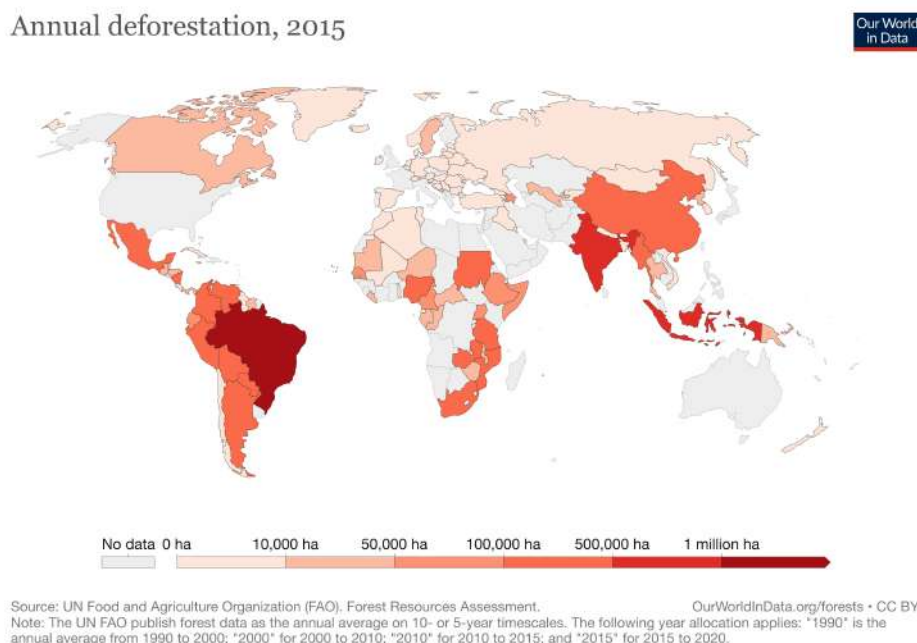 Annual deforestation, 2015
Our World
in Data
No data
0 ha
10,000 ha
50,000 ha
100,000 ha
500,000 ha
1 million ha
Source: UN Food and Agriculture Organization (FAO). Forest Resources Assessment.
OurWorldInData.org/forests • CC BY
Note: The UN FAO publish forest data as the annual average on 10- or 5-year timescales. The following year allocation applies: "1990" is the
annual average from 1990 to 2000; "2000" for 2000 to 2010; "2010" for 2010 to 2015; and "2015" for 2015 to 2020.